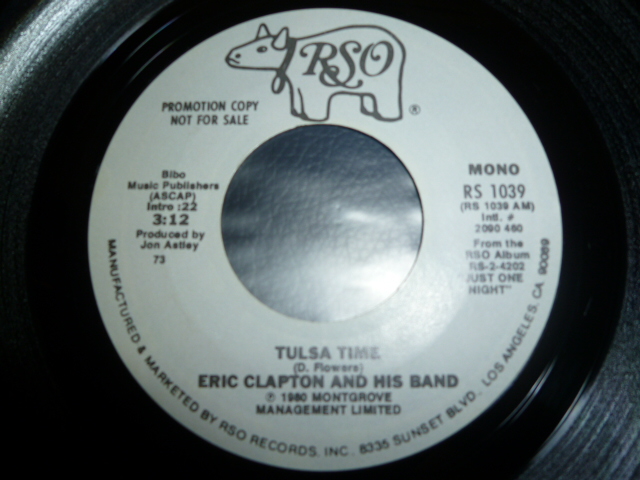 RSO
®
PROMOTION COPY
NOT FOR SALE
Bibo
Music Publishers
(ASCAP)
Intro :22
3:12
Produced by
Jon Astley
73
MONO
RS 1039
(RS 1039 AM)
Intl. #
2090 460
From the
RSO Album
RS-2-4202
"JUST ONE
NIGHT"
TULSA TIME
(D. Flowers)
ERIC CLAPTON AND HIS BAND
℗ 1980 MONTGROVE
MANAGEMENT LIMITED
MANUFACTURED & MARKETED BY RSO RECORDS, INC. 8335 SUNSET BLVD. LOS ANGELES, CA 90069